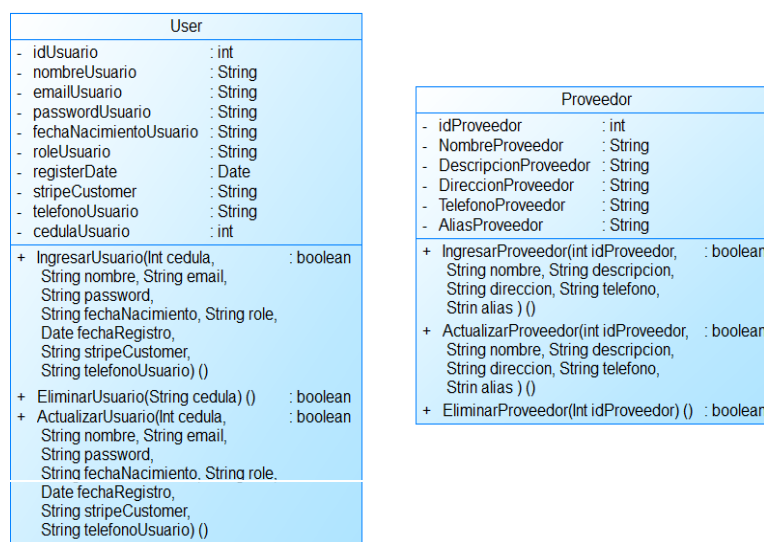 User
- idUsuario : int
- nombreUsuario : String
- emailUsuario : String
- passwordUsuario : String
- fechaNacimientoUsuario : String
- roleUsuario : String
- registerDate : Date
- stripeCustomer : String
- telefonoUsuario : String
- cedulaUsuario : int
+ IngresarUsuario(Int cedula, : boolean
String nombre, String email,
String password,
String fechaNacimiento, String role,
Date fechaRegistro,
String stripeCustomer,
String telefonoUsuario) ()
+ EliminarUsuario(String cedula) () : boolean
+ ActualizarUsuario(Int cedula, : boolean
String nombre, String email,
String password,
String fechaNacimiento, String role,
Date fechaRegistro,
String stripeCustomer,
String telefonoUsuario) ()
Proveedor
- idProveedor : int
- NombreProveedor : String
- DescripcionProveedor : String
- DireccionProveedor : String
- TelefonoProveedor : String
- AliasProveedor : String
+ IngresarProveedor(int idProveedor, : boolean
String nombre, String descripcion,
String direccion, String telefono,
Strin alias ) ()
+ ActualizarProveedor(int idProveedor, : boolean
String nombre, String descripcion,
String direccion, String telefono,
Strin alias ) ()
+ EliminarProveedor(Int idProveedor) () : boolean